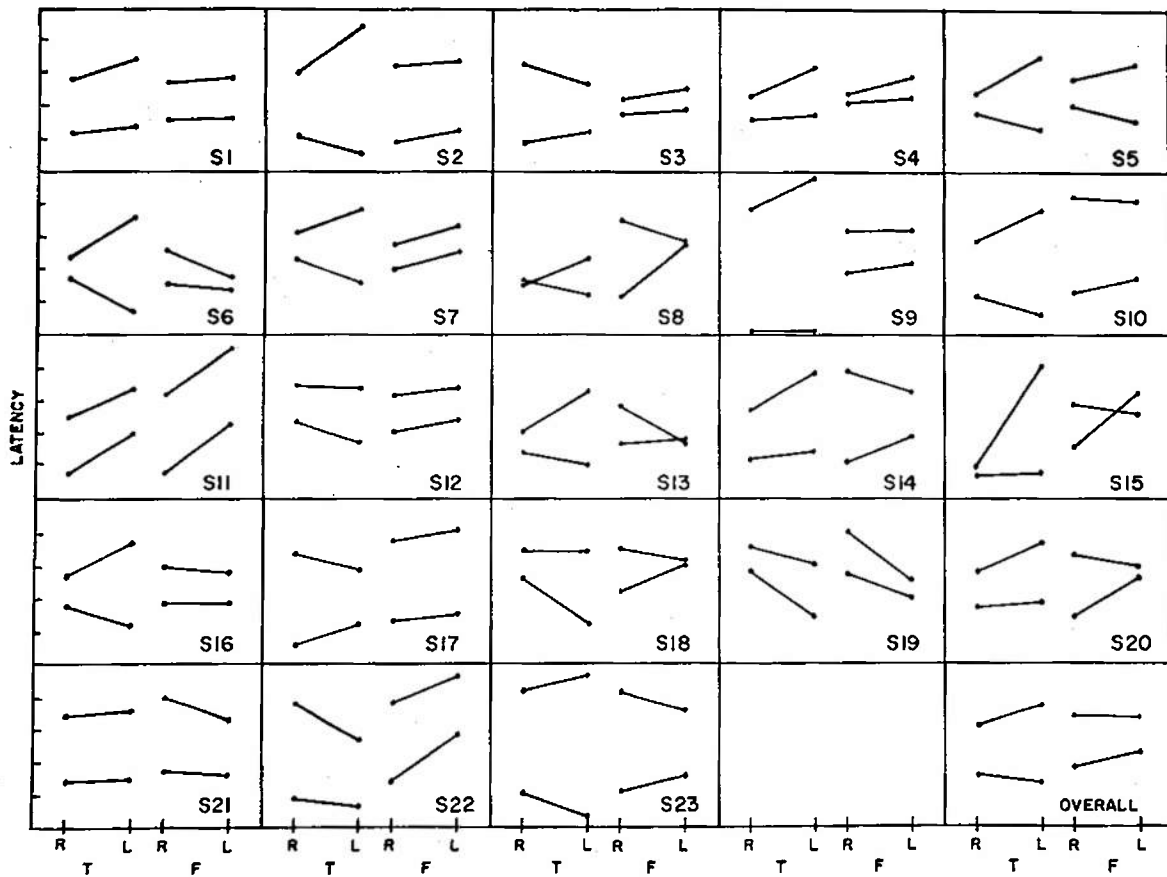 S1 S2 S3 S4 S5
S6 S7 S8 S9 S10
LATENCY
S11 S12 S13 S14 S15
S16 S17 S18 S19 S20
S21 S22 S23 OVERALL
R L R L R L R L R L R L R L R L R L R L
T F T F T F T F T F